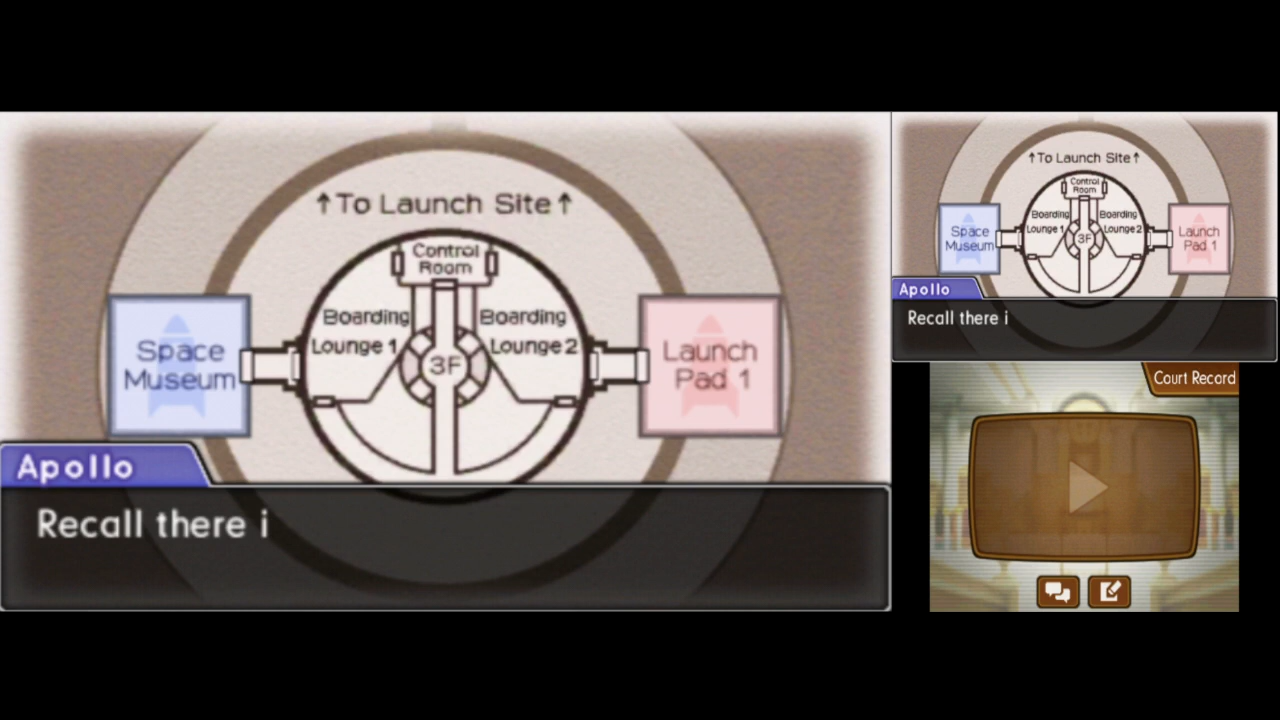 ↑To Launch Site↑
Control
Room
Boarding
Lounge 1
Boarding
Lounge 2
3F
Space
Museum
Launch
Pad 1
Apollo
Recall there i
↑To Launch Site↑
Control
Room
Boarding
Lounge 1
Boarding
Lounge 2
3F
Space
Museum
Launch
Pad 1
Apollo
Recall there i
Court Record